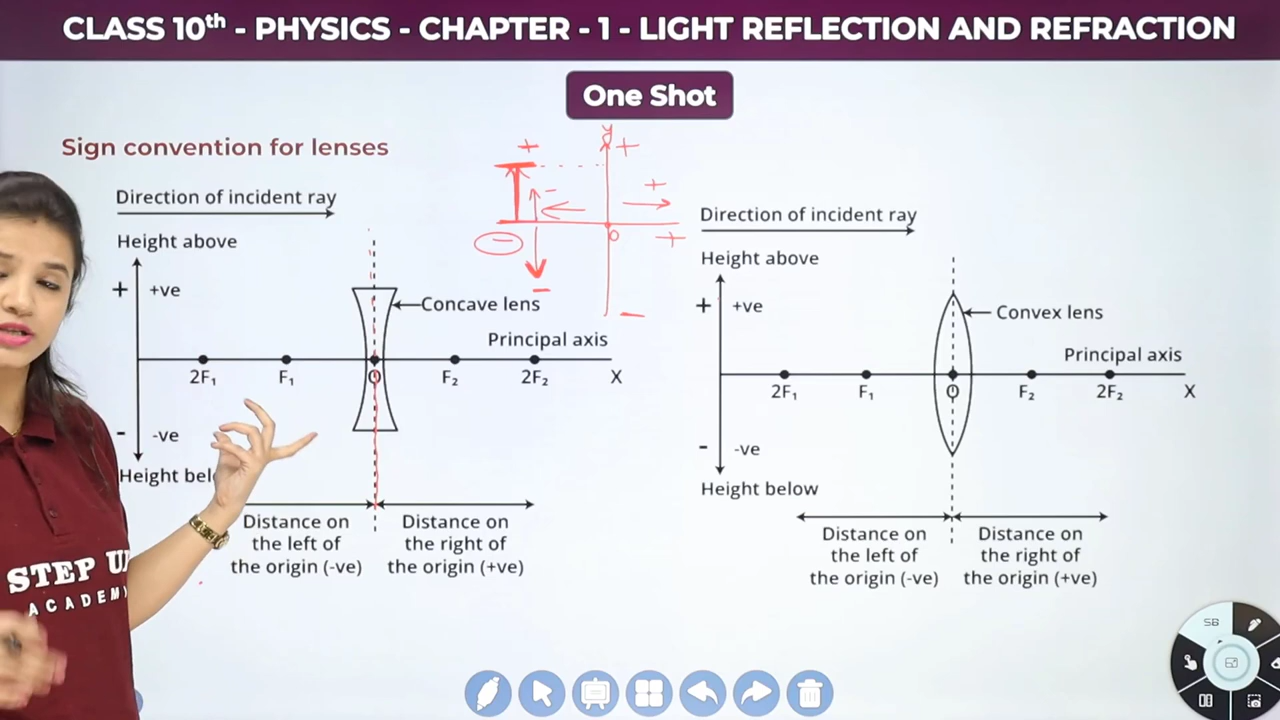 CLASS 10th - PHYSICS - CHAPTER - 1 - LIGHT REFLECTION AND REFRACTION
One Shot
Sign convention for lenses
Direction of incident ray
Height above
+ +ve
Concave lens
Principal axis
2F₁ F₁ O F₂ 2F₂ X
- -ve
Height bel
Distance on
the left of
the origin (-ve)
Distance on
the right of
the origin (+ve)
+ y +
- +
- O +
-
-
Direction of incident ray
Height above
+ +ve
Convex lens
Principal axis
2F₁ F₁ O F₂ 2F₂ X
- -ve
Height below
Distance on
the left of
the origin (-ve)
Distance on
the right of
the origin (+ve)
STEP U
ACADEM
SB